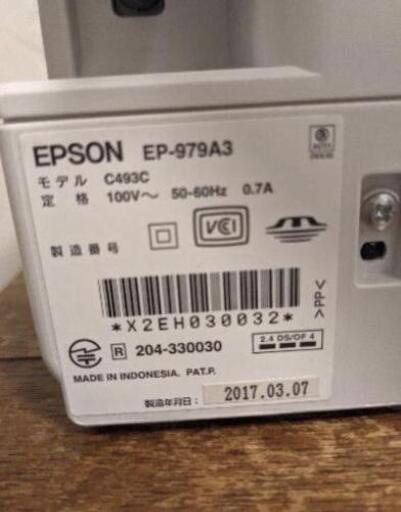 EPSON EP-979A3
モデル C493C
定 格 100V～ 50-60Hz 0.7A
製造番号
VCI
*X2EH030032*
>PP<
R 204-330030
2.4 DS/OF 4
MADE IN INDONESIA. PAT.P.
製造年月日： 2017.03.07